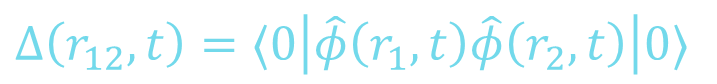 Δ(r₁₂, t) = ⟨0|ϕ̂(r₁, t)ϕ̂(r₂, t)|0⟩